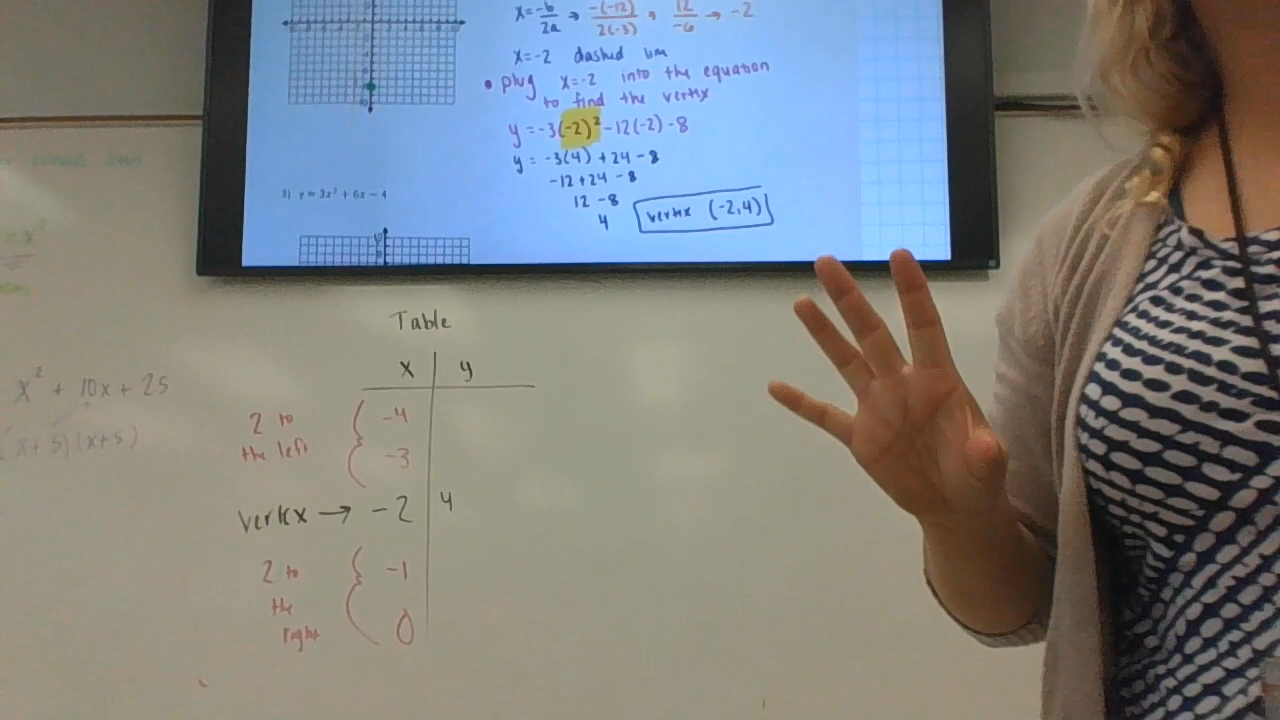 x = -b/2a → -(-12)/2(-3) → 12/-6 → -2
x=-2 dashed line
• plug x=-2 into the equation
to find the vertex
y = -3(-2)² -12(-2) -8
y = -3(4) +24 -8
-12 +24 -8
12 -8
4
vertex (-2,4)
3) y = 3x² + 6x − 4
x² + 10x + 25
(x+5)(x+5)
Table
x y
2 to
the left
-4
-3
vertex → -2 4
2 to
the
right
-1
0